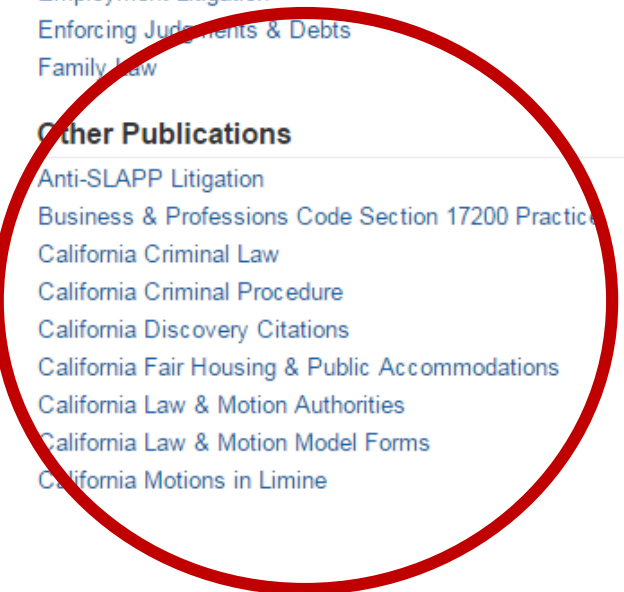 Enforcing Judgments & Debts
Family Law
Other Publications
Anti-SLAPP Litigation
Business & Professions Code Section 17200 Practice
California Criminal Law
California Criminal Procedure
California Discovery Citations
California Fair Housing & Public Accommodations
California Law & Motion Authorities
California Law & Motion Model Forms
California Motions in Limine